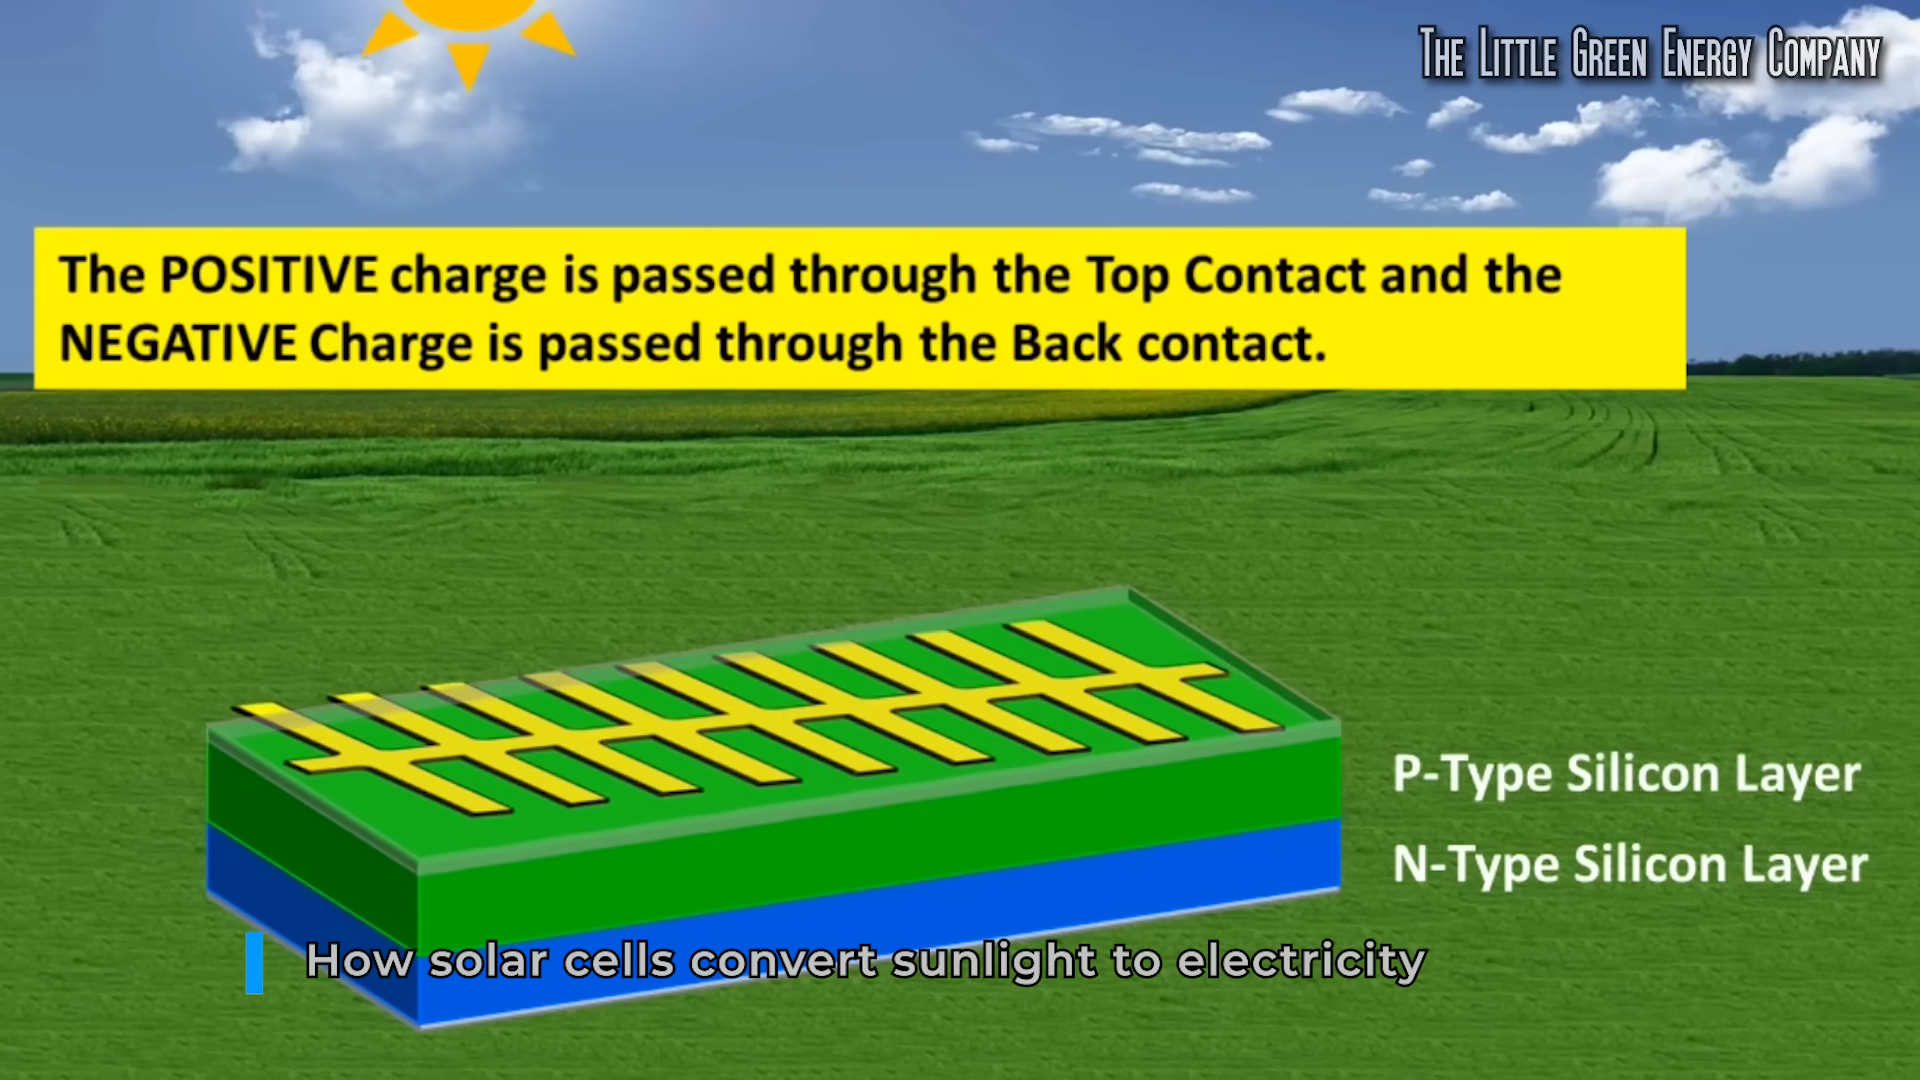 The Little Green Energy Company
The POSITIVE charge is passed through the Top Contact and the
NEGATIVE Charge is passed through the Back contact.
P-Type Silicon Layer
N-Type Silicon Layer
How solar cells convert sunlight to electricity